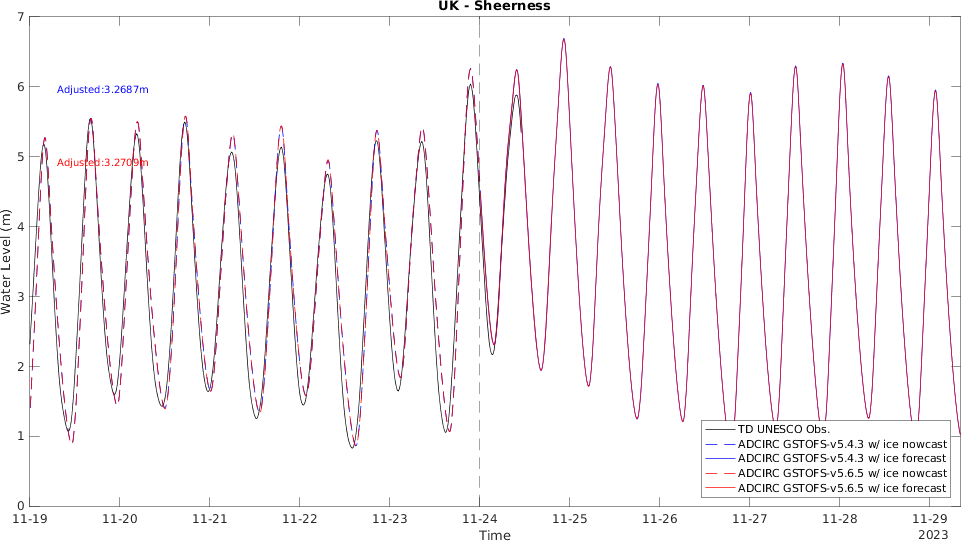 UK - Sheerness
7
6
5
4
3
2
1
0
Water Level (m)
Adjusted:3.2687m
Adjusted:3.2709m
TD UNESCO Obs.
ADCIRC GSTOFS-v5.4.3 w/ ice nowcast
ADCIRC GSTOFS-v5.4.3 w/ ice forecast
ADCIRC GSTOFS-v5.6.5 w/ ice nowcast
ADCIRC GSTOFS-v5.6.5 w/ ice forecast
11-19 11-20 11-21 11-22 11-23 11-24 11-25 11-26 11-27 11-28 11-29
Time
2023